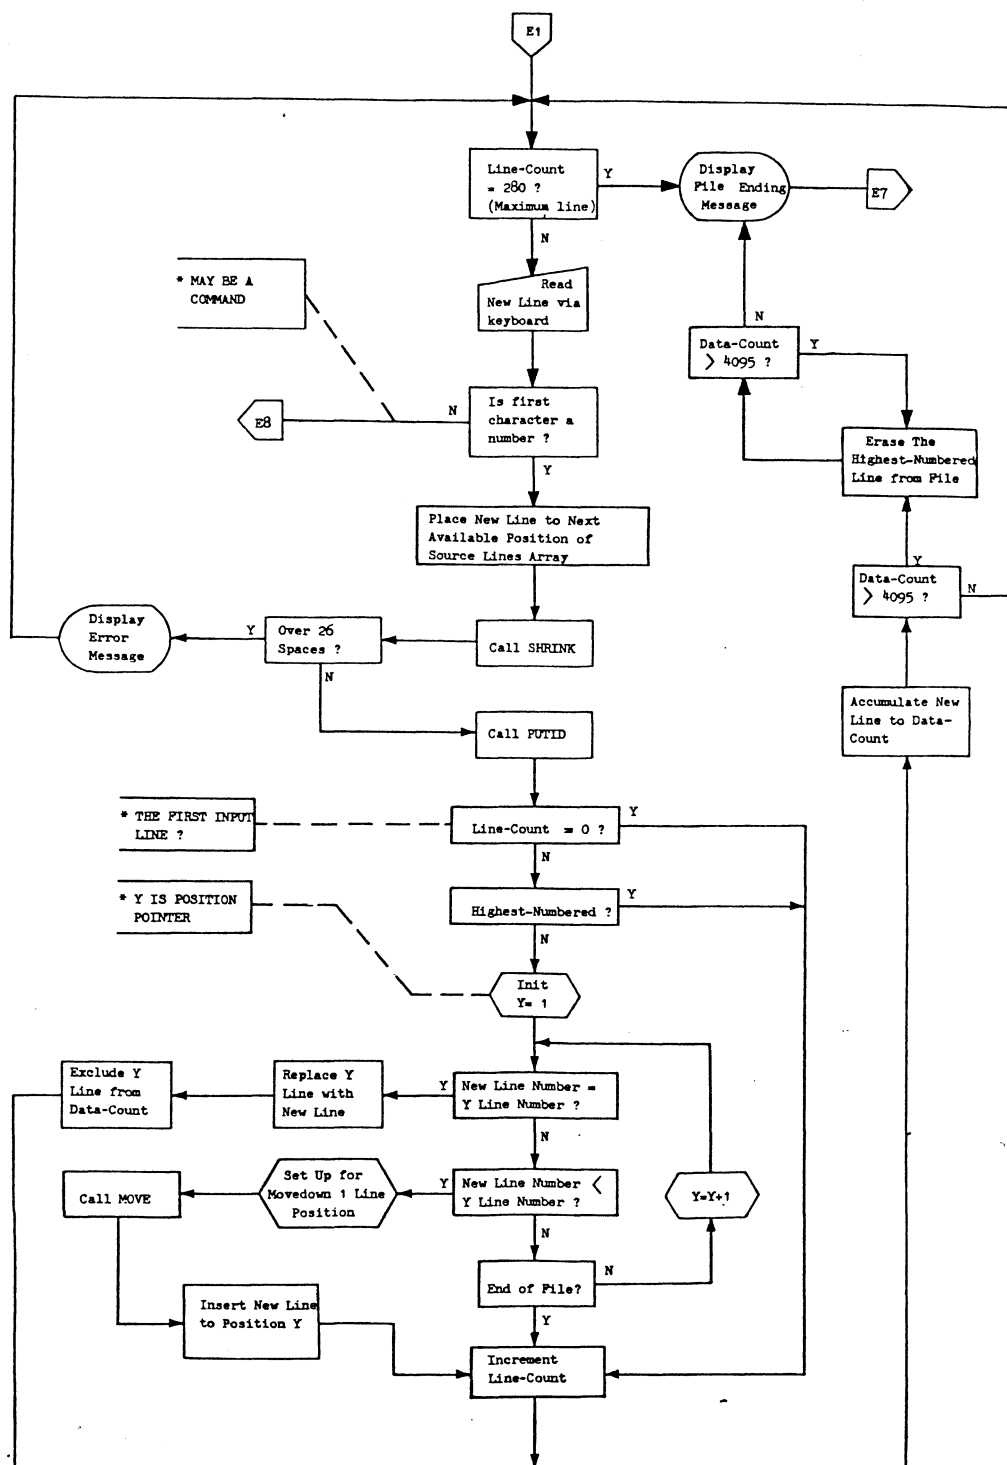 E1
Line-Count
= 280 ?
(Maximum line)
Y
Display
File Ending
Message
E7
N
* MAY BE A
COMMAND
Read
New Line via
keyboard
N
Data-Count
> 4095 ?
Y
E8
N
Is first
character a
number ?
Erase The
Highest-Numbered
Line from File
Y
Place New Line to Next
Available Position of
Source Lines Array
Y
Data-Count
> 4095 ?
N
Display
Error
Message
Y
Over 26
Spaces ?
Call SHRINK
N
Accumulate New
Line to Data-
Count
Call PUTID
* THE FIRST INPUT
LINE ?
Line-Count = 0 ?
Y
N
* Y IS POSITION
POINTER
Highest-Numbered ?
Y
N
Init
Y= 1
Exclude Y
Line from
Data-Count
Replace Y
Line with
New Line
Y
New Line Number =
Y Line Number ?
N
Call MOVE
Set Up for
Movedown 1 Line
Position
Y
New Line Number <
Y Line Number ?
Y=Y+1
N
End of File?
N
Insert New Line
to Position Y
Y
Increment
Line-Count